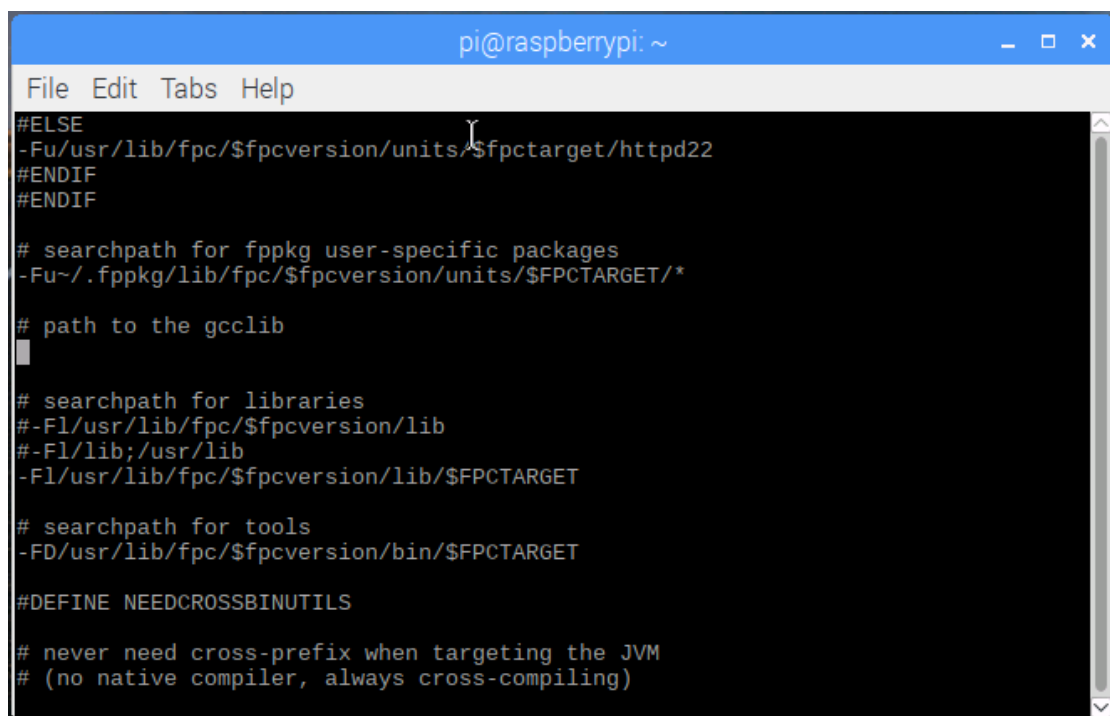 pi@raspberrypi: ~
File Edit Tabs Help
#ELSE
-Fu/usr/lib/fpc/$fpcversion/units/$fpctarget/httpd22
#ENDIF
#ENDIF
# searchpath for fppkg user-specific packages
-Fu~/.fppkg/lib/fpc/$fpcversion/units/$FPCTARGET/*
# path to the gcclib
# searchpath for libraries
#-Fl/usr/lib/fpc/$fpcversion/lib
#-Fl/lib;/usr/lib
-Fl/usr/lib/fpc/$fpcversion/lib/$FPCTARGET
# searchpath for tools
-FD/usr/lib/fpc/$fpcversion/bin/$FPCTARGET
#DEFINE NEEDCROSSBINUTILS
# never need cross-prefix when targeting the JVM
# (no native compiler, always cross-compiling)